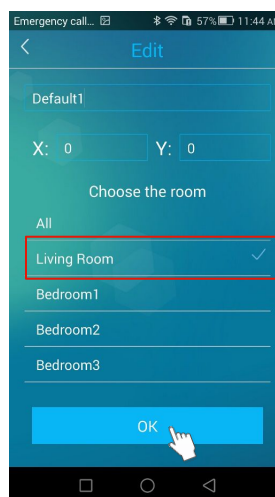 Emergency call... 57% 11:44 AM
Edit
Default1
X: 0 Y: 0
Choose the room
All
Living Room
Bedroom1
Bedroom2
Bedroom3
OK